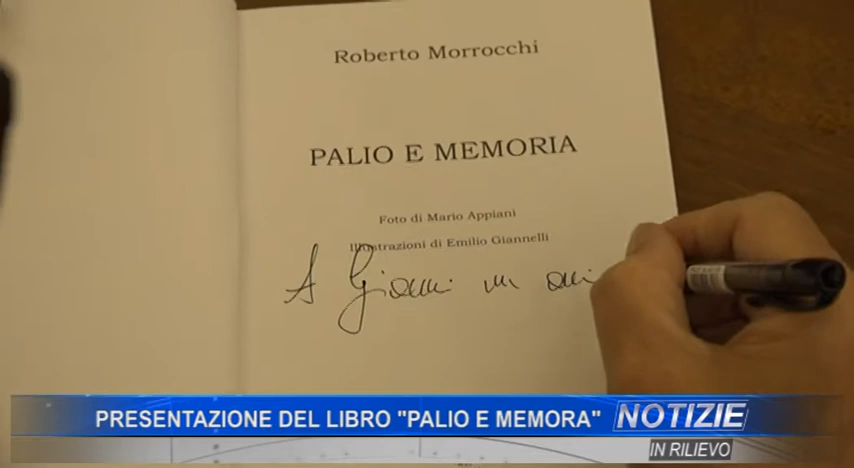 Roberto Morrocchi
PALIO E MEMORIA
Foto di Mario Appiani
Illustrazioni di Emilio Giannelli
A Gianni un ami
PRESENTAZIONE DEL LIBRO "PALIO E MEMORA"
NOTIZIE
IN RILIEVO